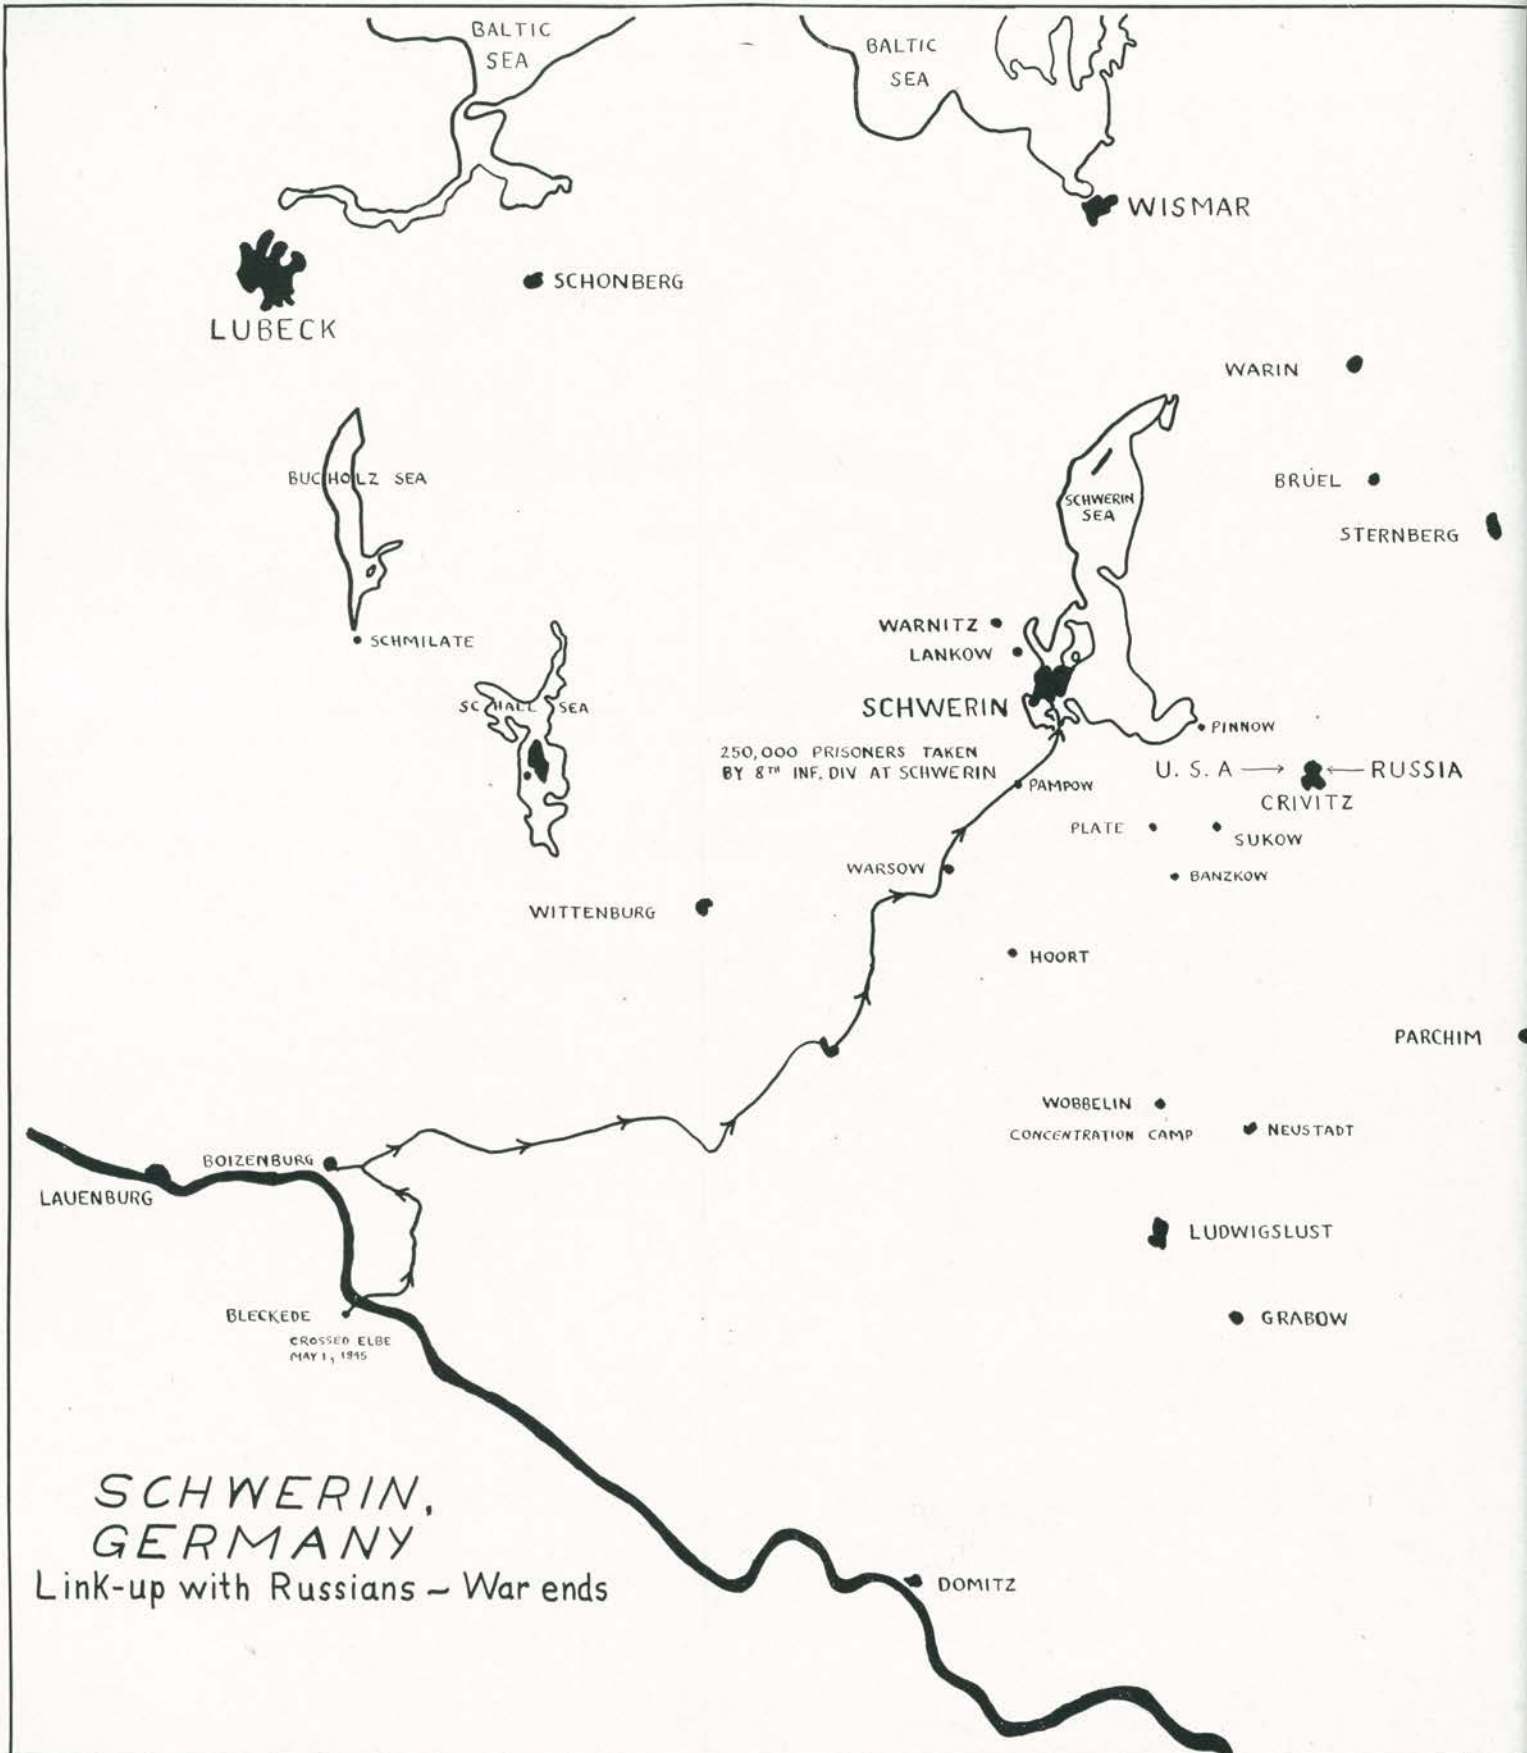 BALTIC
SEA
BALTIC
SEA
WISMAR
SCHONBERG
LUBECK
WARIN
BUCHOLZ SEA
SCHWERIN
SEA
BRÜEL
STERNBERG
WARNITZ
SCHMILATE
LANKOW
SCHALL SEA
SCHWERIN
PINNOW
250,000 PRISONERS TAKEN
BY 8TH INF. DIV AT SCHWERIN
U. S. A → ← RUSSIA
PAMPOW
CRIVITZ
PLATE
SUKOW
WARSOW
BANZKOW
WITTENBURG
HOORT
PARCHIM
WOBBELIN
CONCENTRATION CAMP
NEUSTADT
BOIZENBURG
LAUENBURG
LUDWIGSLUST
BLECKEDE
GRABOW
CROSSED ELBE
MAY 1, 1945
SCHWERIN,
GERMANY
Link-up with Russians ~ War ends
DOMITZ